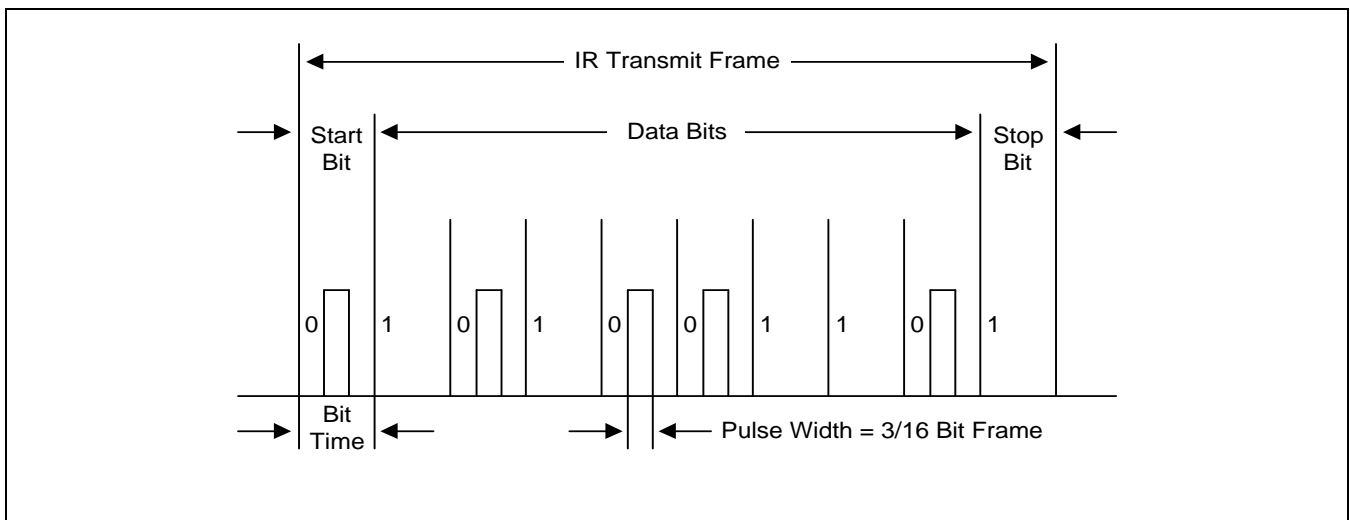 IR Transmit Frame
Start
Bit
Data Bits
Stop
Bit
0 1 0 1 0 0 1 1 0 1
Bit
Time
Pulse Width = 3/16 Bit Frame